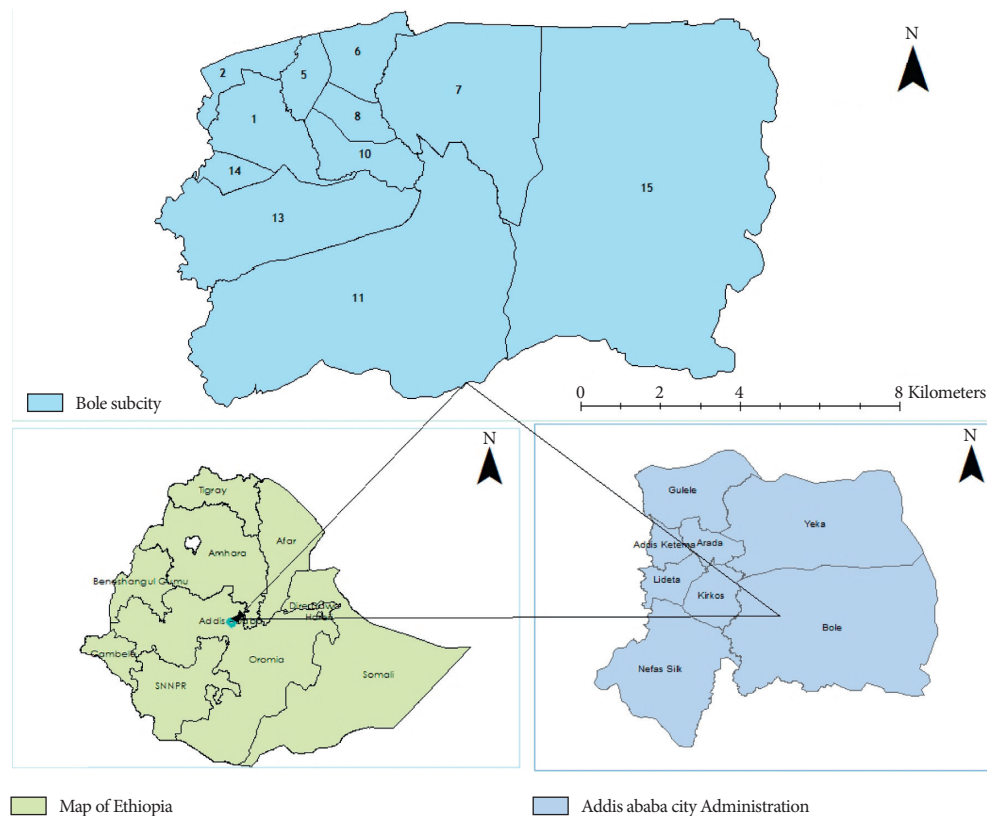 N
6
2
5
7
8
1
10
14
15
13
11
Bole subcity
0 2 4 8 Kilometers
N
Tigray
Afar
Amhara
Beneshangul Gumu
Addis
Gambela
Oromia
SNNPR
Somali
Map of Ethiopia
N
Gulele
Yeka
Addis Ketema
Arada
Lideta
Kirkos
Bole
Nefas Silk
Addis ababa city Administration